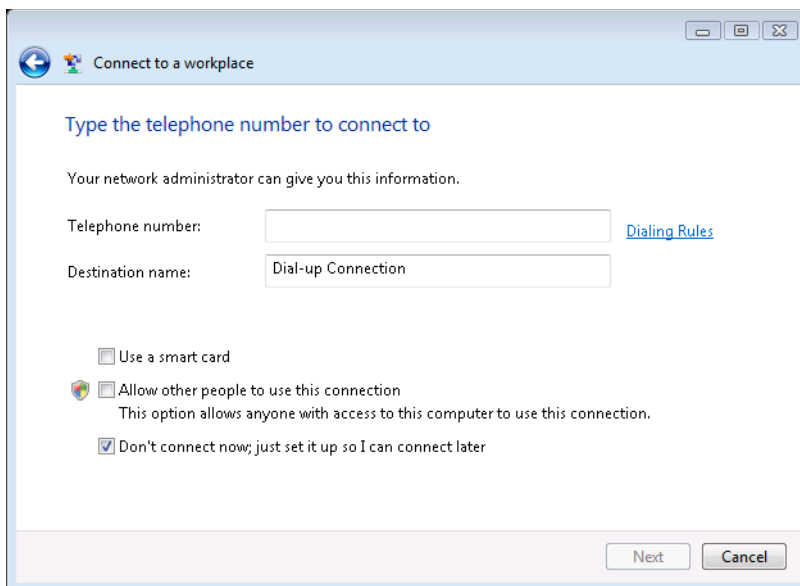 Connect to a workplace
Type the telephone number to connect to
Your network administrator can give you this information.
Telephone number:
Dialing Rules
Destination name: Dial-up Connection
Use a smart card
Allow other people to use this connection
This option allows anyone with access to this computer to use this connection.
Don't connect now; just set it up so I can connect later
Next Cancel